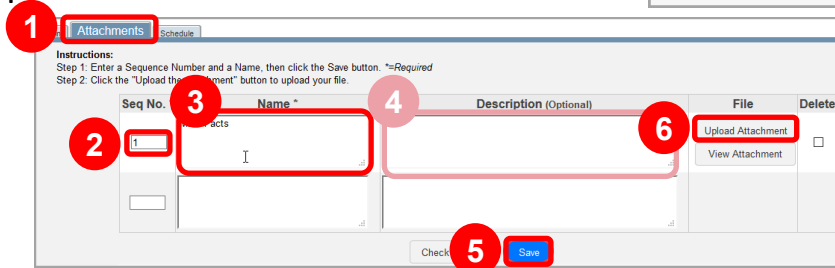 1
Attachments
Schedule
Instructions:
Step 1: Enter a Sequence Number and a Name, then click the Save button. *=Required
Step 2: Click the "Upload the button to upload your file.
Seq No. Name * Description (Optional) File Delete
3
4
2
1
6
Upload Attachment
View Attachment
Check
5
Save